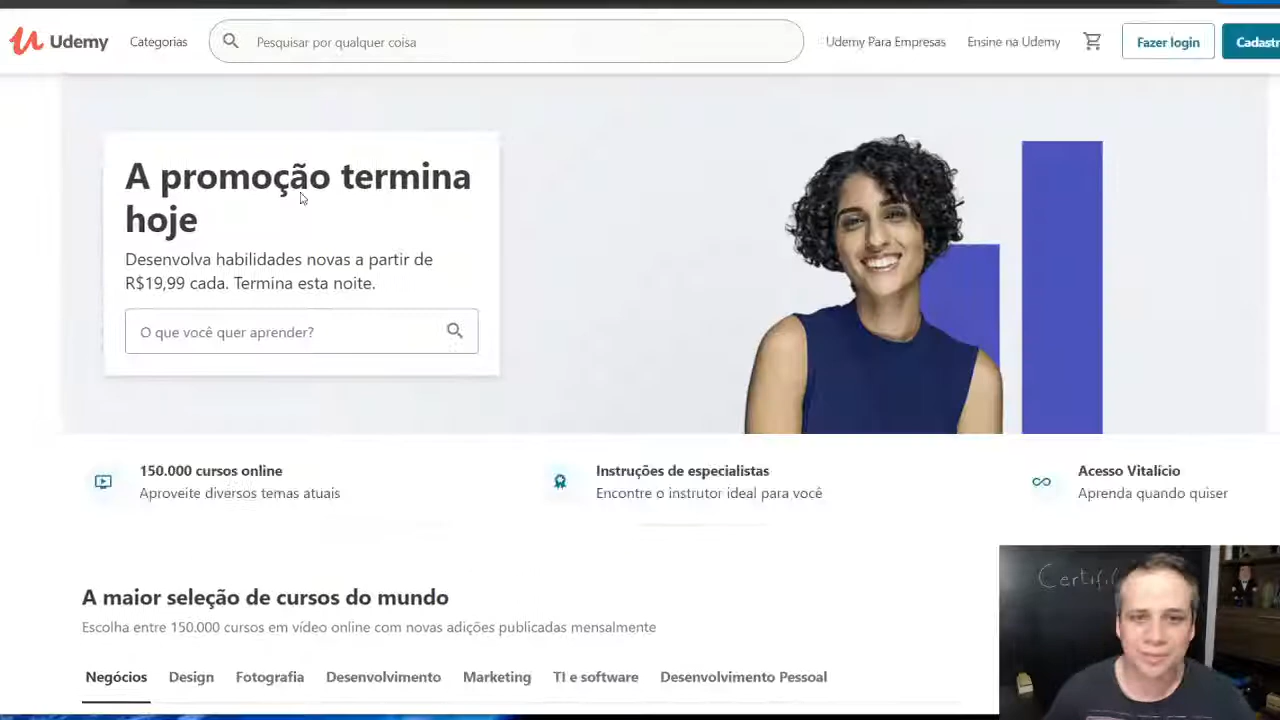 Udemy
Categorias
Pesquisar por qualquer coisa
Udemy Para Empresas
Ensine na Udemy
Fazer login
A promoção termina
hoje
Desenvolva habilidades novas a partir de
R$19,99 cada. Termina esta noite.
O que você quer aprender?
150.000 cursos online
Aproveite diversos temas atuais
Instruções de especialistas
Encontre o instrutor ideal para você
Acesso Vitalício
Aprenda quando quiser
A maior seleção de cursos do mundo
Escolha entre 150.000 cursos em vídeo online com novas adições publicadas mensalmente
Negócios Design Fotografia Desenvolvimento Marketing TI e software Desenvolvimento Pessoal